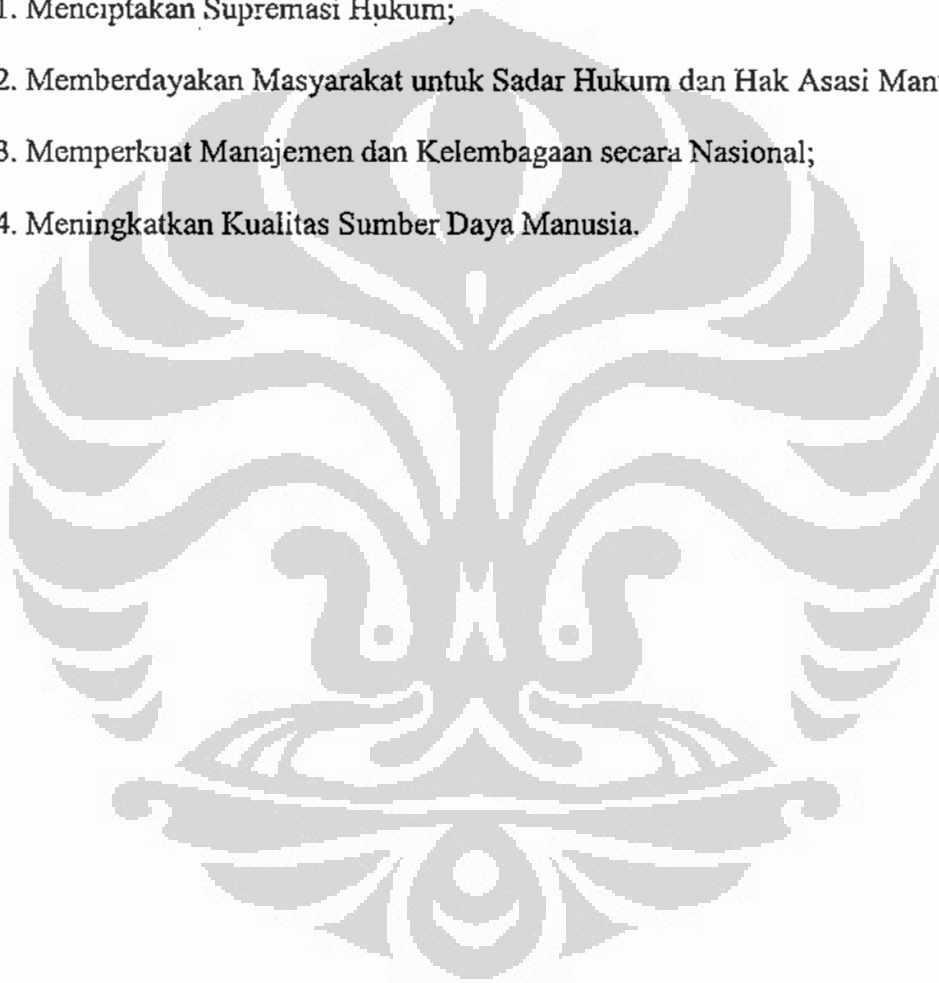 1. Menciptakan Supremasi Hukum;
2. Memberdayakan Masyarakat untuk Sadar Hukum dan Hak Asasi
3. Memperkuat Manajemen dan Kelembagaan secara Nasional;
4. Meningkatkan Kualitas Sumber Daya Manusia.